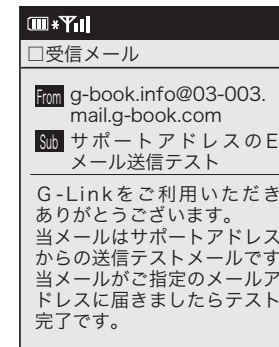 □受信メール
From g-book.info@03-003.
mail.g-book.com
Sub サポートアドレスのE
メール送信テスト
G-Linkをご利用いただき
ありがとうございます。
当メールはサポートアドレス
からの送信テストメールです
当メールがご指定のメールア
ドレスに届きましたらテスト
完了です。